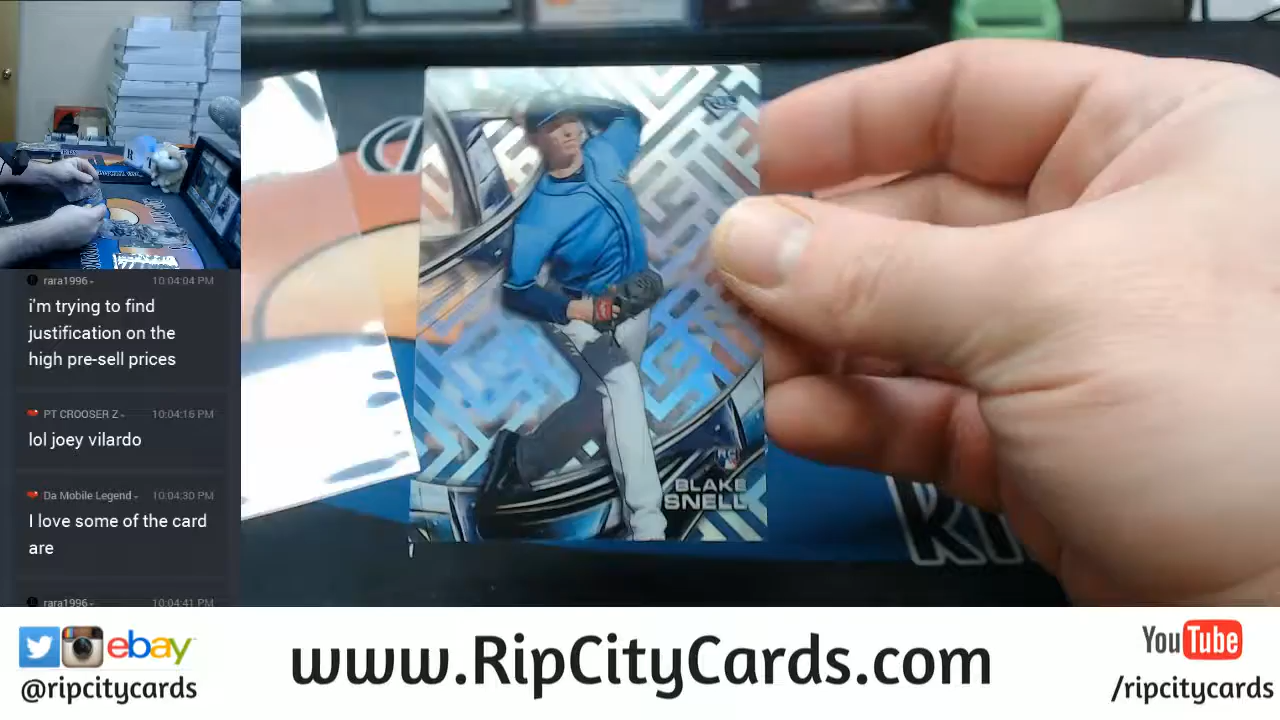 rara1996 10:04:04 PM
i'm trying to find
justification on the
high pre-sell prices
PT CROOSER Z 10:04:16 PM
lol joey vilardo
Da Mobile Legend 10:04:30 PM
I love some of the card
are
rara1996 10:04:41 PM
BLAKE
SNELL
ebay
@ripcitycards
www.RipCityCards.com
YouTube
/ripcitycards